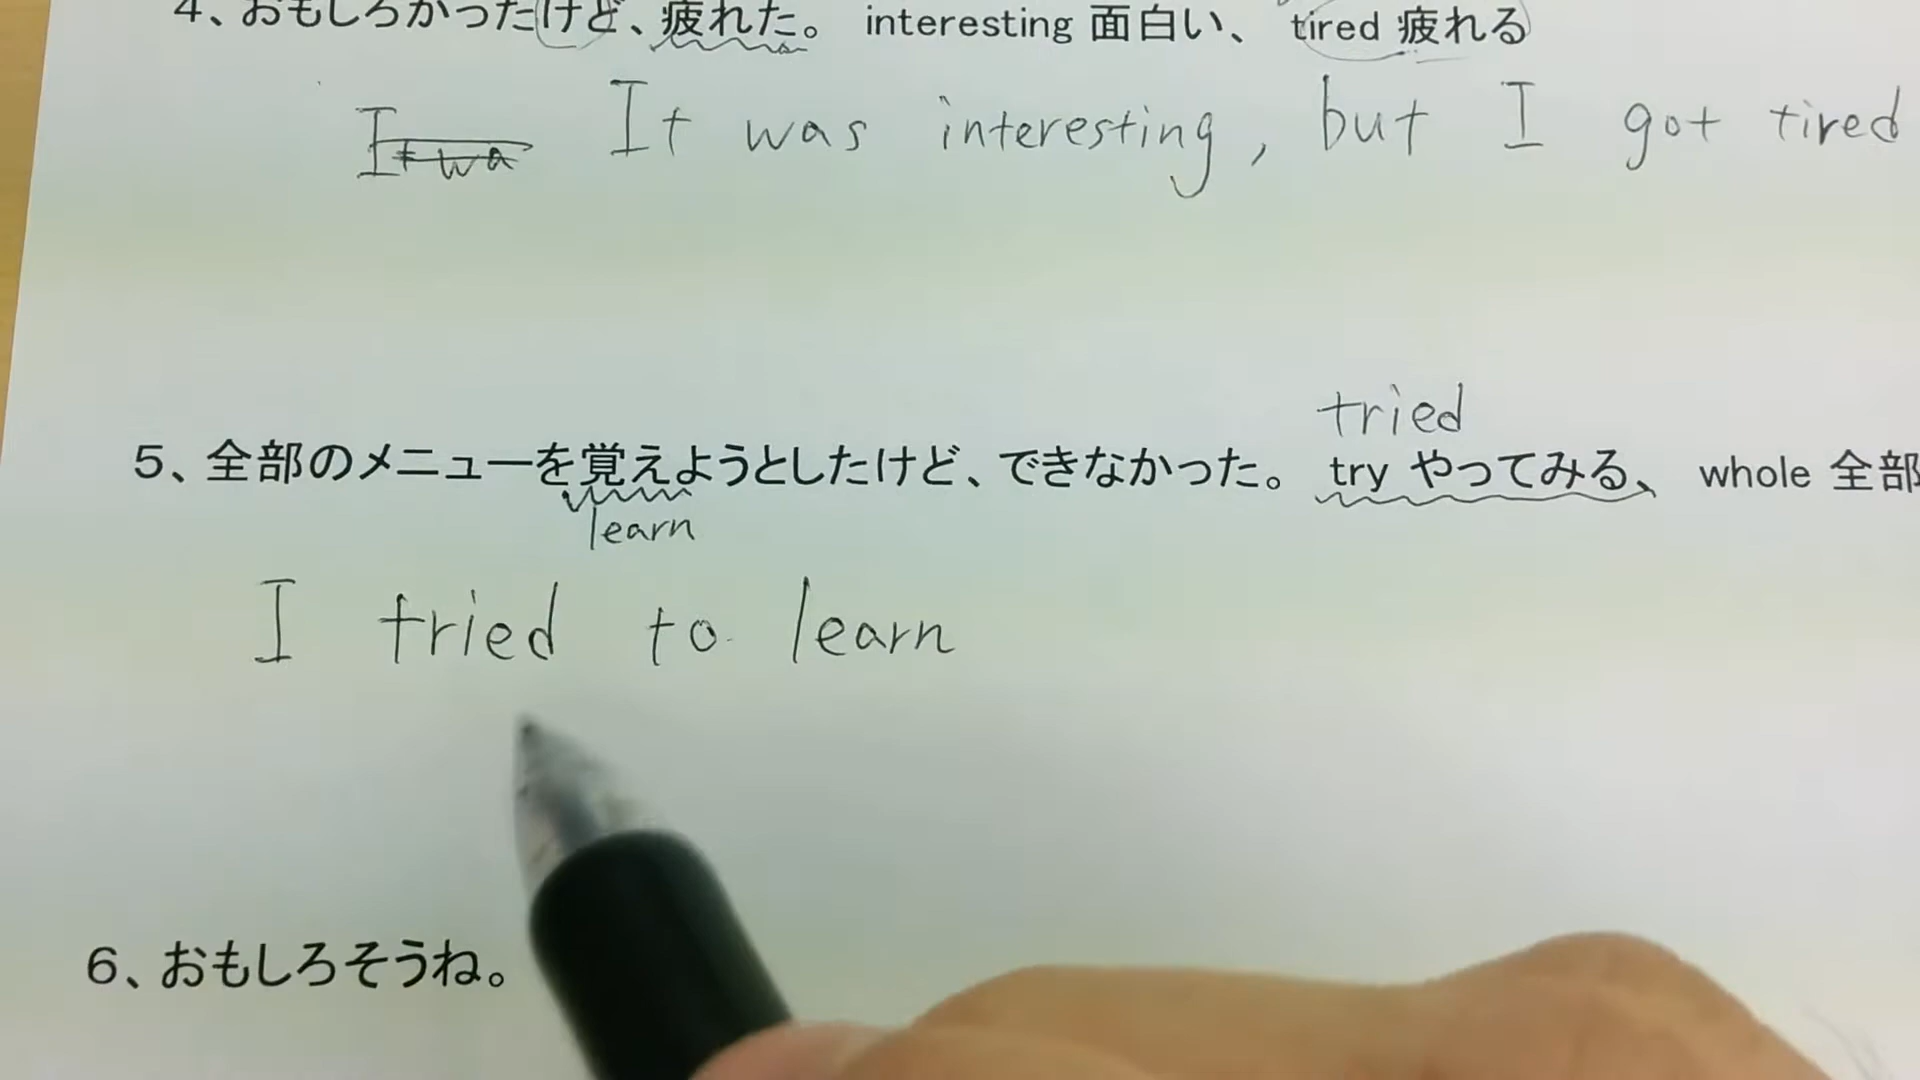 4、おもしろかったけど、疲れた。 interesting 面白い、 tired 疲れる
It wa It was interesting, but I got tired
tried
5、全部のメニューを覚えようとしたけど、できなかった。 try やってみる、 whole 全部
learn
I tried to learn
6、おもしろそうね。